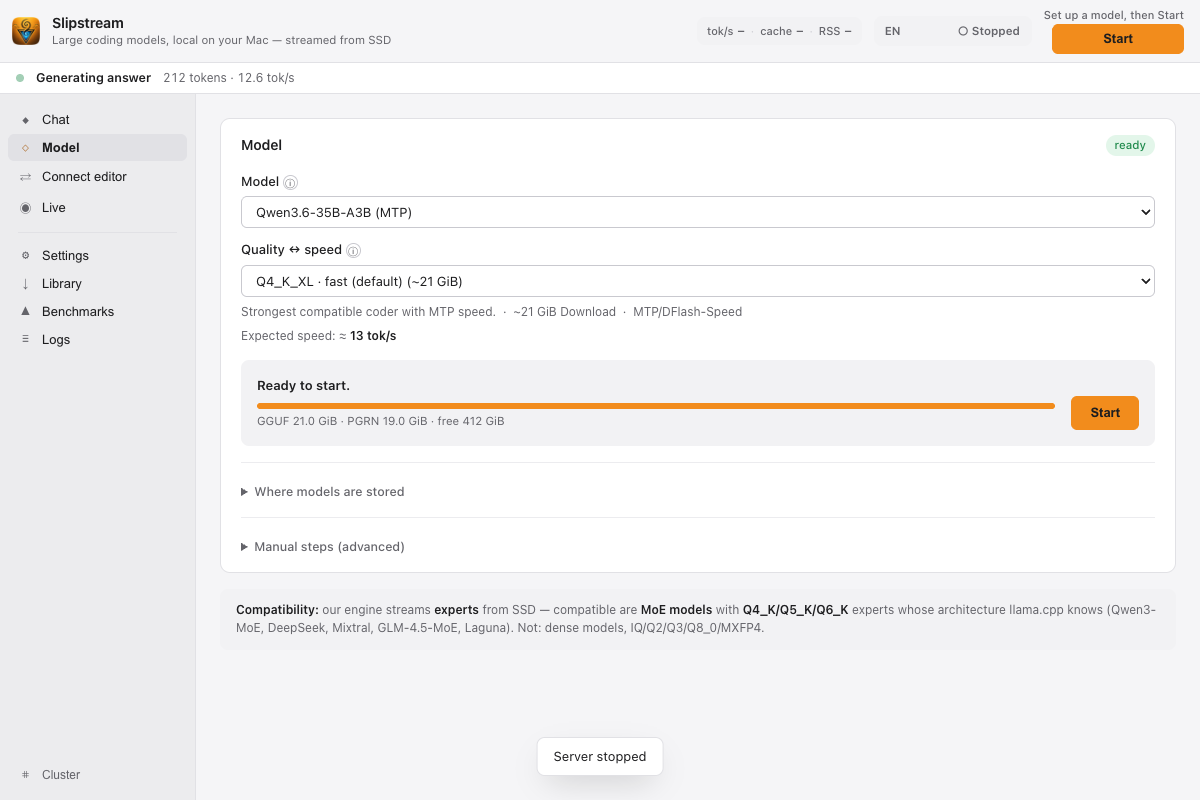 Slipstream
Large coding models, local on your Mac — streamed from SSD
tok/s – · cache – · RSS –
EN
Stopped
Set up a model, then Start
Start
Generating answer 212 tokens · 12.6 tok/s
Chat
Model
Connect editor
Live
Settings
Library
Benchmarks
Logs
Cluster
Model
ready
Model
Qwen3.6-35B-A3B (MTP)
Quality ↔ speed
Q4_K_XL · fast (default) (~21 GiB)
Strongest compatible coder with MTP speed. · ~21 GiB Download · MTP/DFlash-Speed
Expected speed: ≈ 13 tok/s
Ready to start.
GGUF 21.0 GiB · PGRN 19.0 GiB · free 412 GiB
Start
Where models are stored
Manual steps (advanced)
Compatibility: our engine streams experts from SSD — compatible are MoE models with Q4_K/Q5_K/Q6_K experts whose architecture llama.cpp knows (Qwen3-
MoE, DeepSeek, Mixtral, GLM-4.5-MoE, Laguna). Not: dense models, IQ/Q2/Q3/Q8_0/MXFP4.
Server stopped